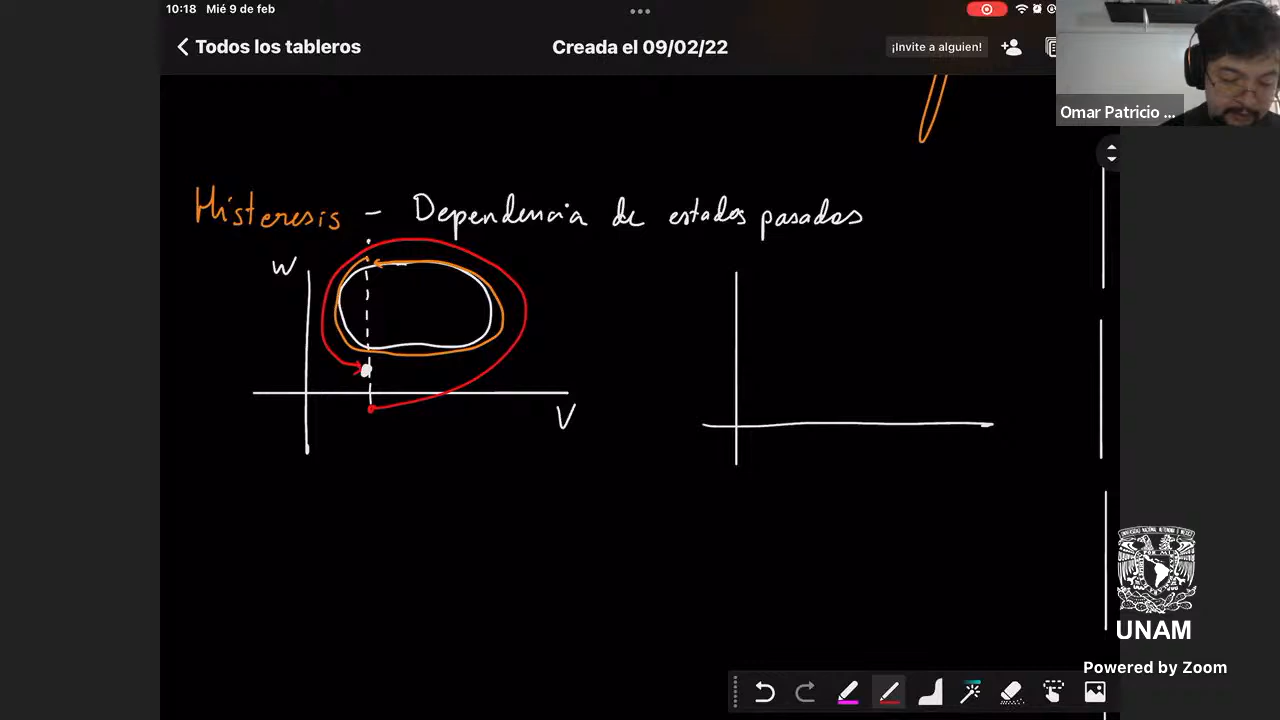 10:18 Mié 9 de feb
Todos los tableros
Creada el 09/02/22
¡Invite a alguien!
Omar Patricio ...
Histeresis - Dependencia de estados pasados
W
V
UNAM
Powered by Zoom